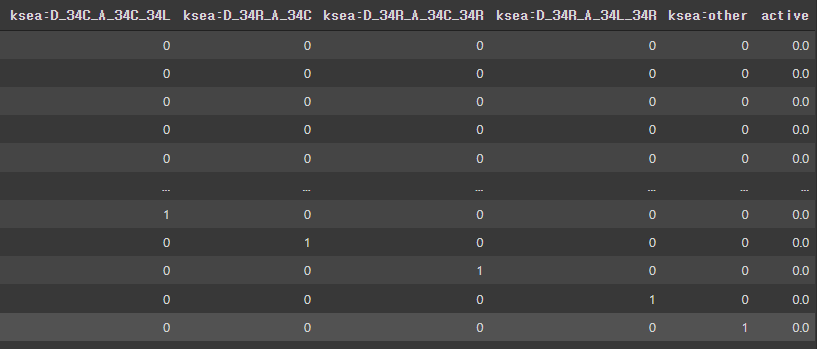 ksea:D_34C_A_34C_34L ksea:D_34R_A_34C ksea:D_34R_A_34C_34R ksea:D_34R_A_34L_34R ksea:other active
0 0 0 0 0 0.0
0 0 0 0 0 0.0
0 0 0 0 0 0.0
0 0 0 0 0 0.0
0 0 0 0 0 0.0
... ... ... ... ... ...
1 0 0 0 0 0.0
0 1 0 0 0 0.0
0 0 1 0 0 0.0
0 0 0 1 0 0.0
0 0 0 0 1 0.0